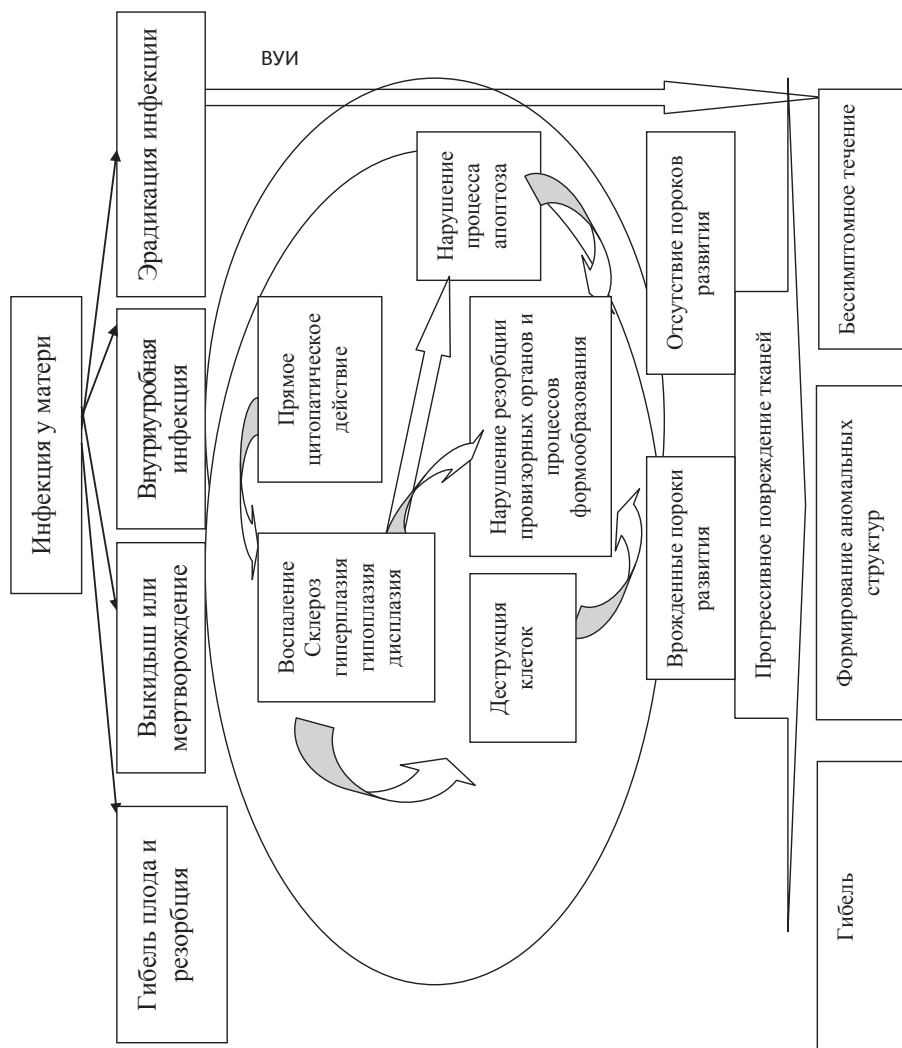 ВУИ
Инфекция у матери
Гибель плода и
резорбция
Выкидыш или
мертворождение
Внутриутробная
инфекция
Эрадикация инфекции
Прямое
цитопатическое
действие
Воспаление
Склероз
гиперплазия
гипоплазия
дисплазия
Нарушение
процесса
апоптоза
Деструкция
клеток
Нарушение резорбции
провизорных органов и
процессов
формообразования
Врожденные пороки
развития
Отсутствие пороков
развития
Прогрессивное повреждение тканей
Гибель
Формирование аномальных
структур
Бессимптомное течение